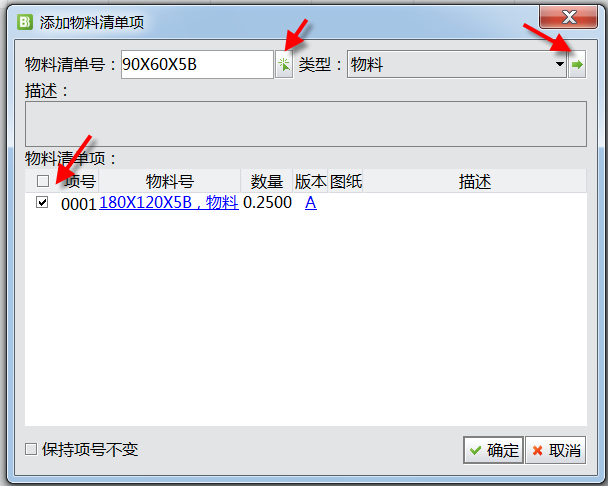 添加物料清单项
物料清单号：90X60X5B 类型：物料
描述：
物料清单项：
项号 物料号 数量 版本 图纸 描述
0001 180X120X5B，物料 0.2500 A
保持项号不变 确定 取消